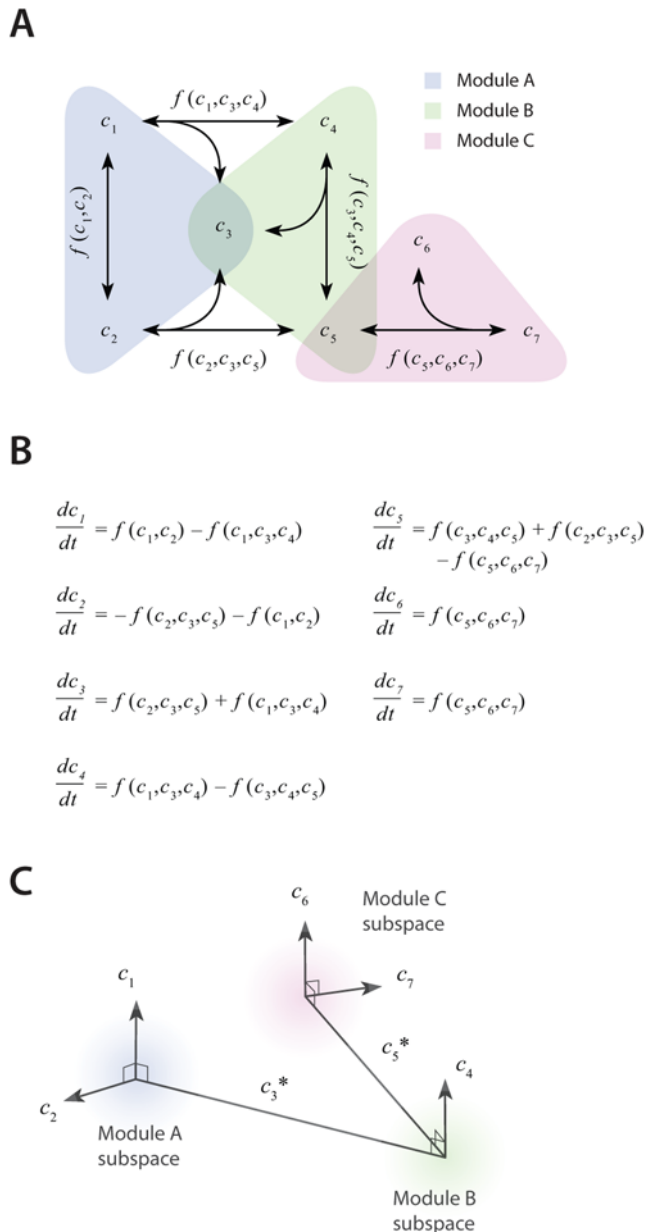 A
f(c₁,c₃,c₄)
Module A
Module B
Module C
c₁
c₄
f(c₁,c₂)
c₃
f(c₃,c₄,c₅)
c₆
c₂
c₅
c₇
f(c₂,c₃,c₅)
f(c₅,c₆,c₇)
B
dc₁/dt = f(c₁,c₂) – f(c₁,c₃,c₄)
dc₂/dt = – f(c₂,c₃,c₅) – f(c₁,c₂)
dc₃/dt = f(c₂,c₃,c₅) + f(c₁,c₃,c₄)
dc₄/dt = f(c₁,c₃,c₄) – f(c₃,c₄,c₅)
dc₅/dt = f(c₃,c₄,c₅) + f(c₂,c₃,c₅)
– f(c₅,c₆,c₇)
dc₆/dt = f(c₅,c₆,c₇)
dc₇/dt = f(c₅,c₆,c₇)
C
c₆
Module C
subspace
c₁
c₇
c₅*
c₄
c₃*
c₂
Module A
subspace
Module B
subspace